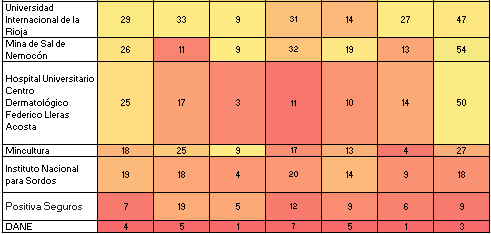 Universidad
Internacional de la
Rioja
29 33 9 31 14 27 47
Mina de Sal de
Nemocón
26 11 9 32 19 13 54
Hospital Universitario
Centro
Dermatológico
Federico Lleras
Acosta
25 17 3 11 10 14 50
Mincultura 18 25 9 17 13 4 27
Instituto Nacional
para Sordos
19 18 4 20 14 9 18
Positiva Seguros 7 19 5 12 9 6 9
DANE 4 5 1 7 5 1 3